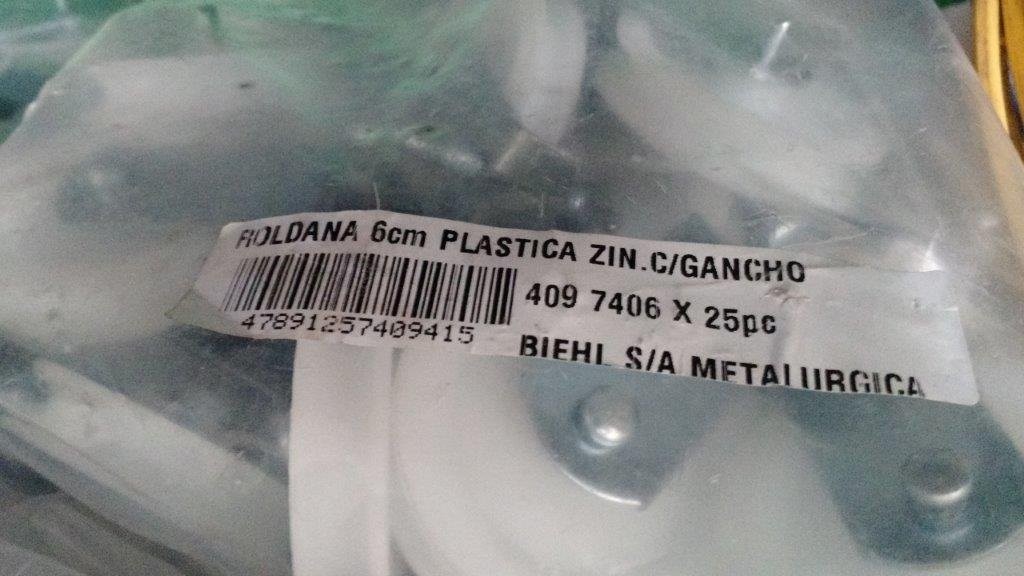 ROLDANA 6cm PLASTICA ZIN.C/GANCHO
409 7406 X 25pc
47891257409415
BIEHL S/A METALURGICA